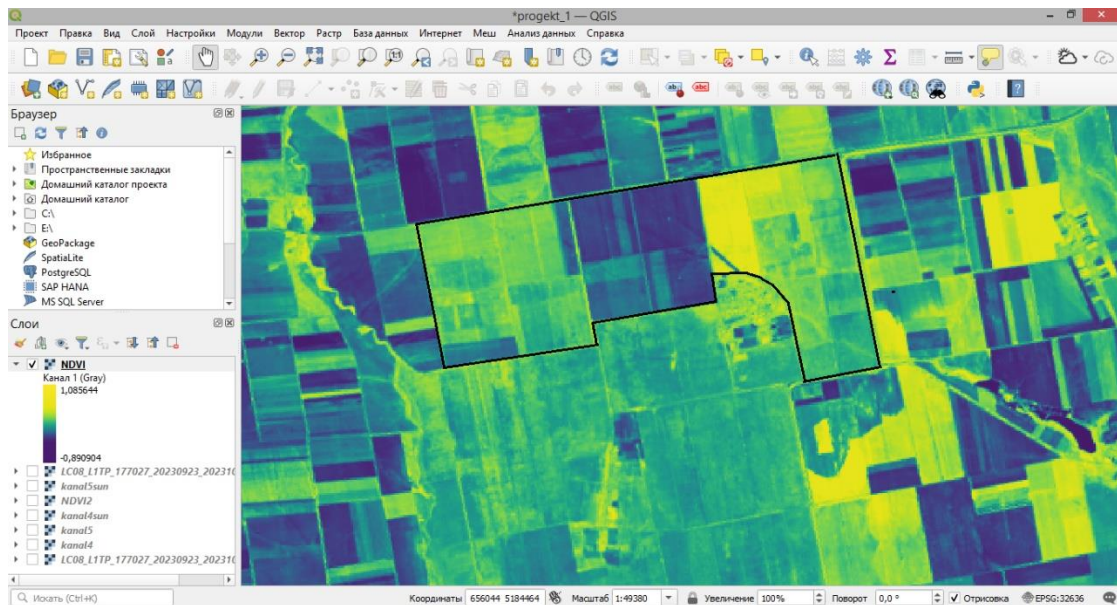 *progekt_1 — QGIS
Проект Правка Вид Слой Настройки Модули Вектор Растр База данных Интернет Меш Анализ данных Справка
Браузер
Избранное
Пространственные закладки
Домашний каталог проекта
Домашний каталог
C:\
E:\
GeoPackage
SpatiaLite
PostgreSQL
SAP HANA
MS SQL Server
Слои
NDVI
Канал 1 (Gray)
1,085644
-0,890904
LC08_L1TP_177027_20230923_202310
kanal5sun
NDVI2
kanal4sun
kanal5
kanal4
LC08_L1TP_177027_20230923_202310
Искать (Ctrl+K) Координаты 656044 5184464 Масштаб 1:49380 Увеличение 100% Поворот 0,0 ° Отрисовка EPSG:32636